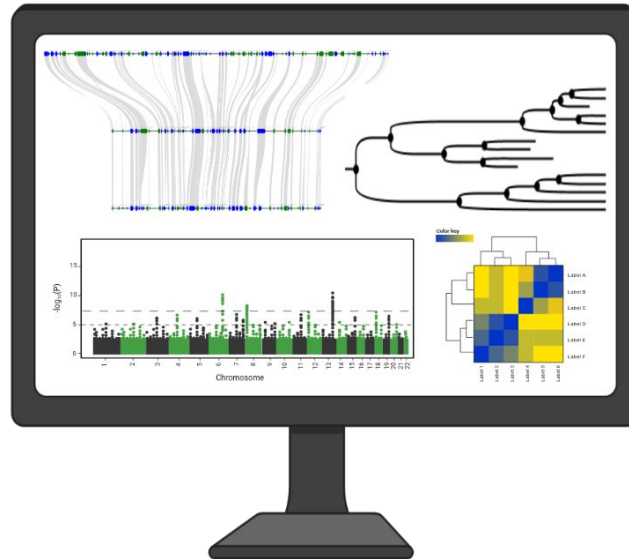 Color key
-log₁₀(P)
15
10
5
0
1
2
3
4
5
6
7
8
9
10
11
12
13
14
15
16
17
18
19
20
21
22
Chromosome
Label A
Label B
Label C
Label D
Label E
Label F
Label 1
Label 2
Label 3
Label 4
Label 5
Label 6